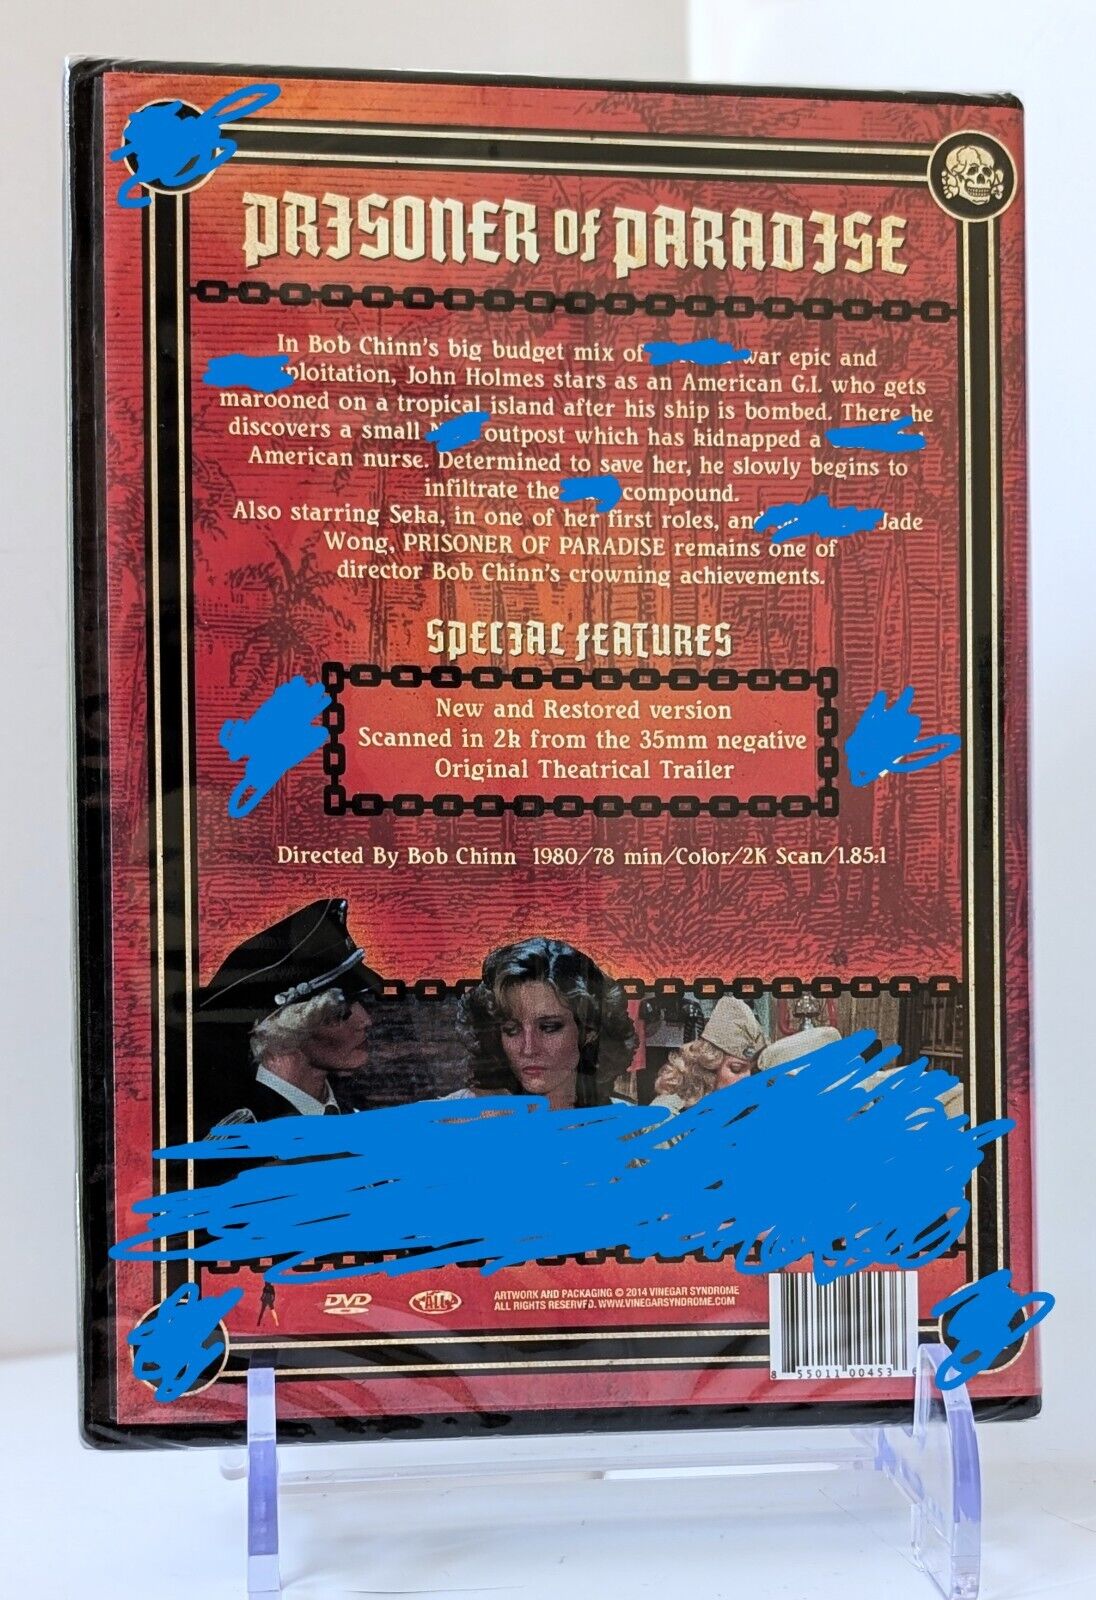 PRISONER OF PARADISE
In Bob Chinn's big budget mix of war epic and
ploitation, John Holmes stars as an American G.I. who gets
marooned on a tropical island after his ship is bombed. There he
discovers a small outpost which has kidnapped a
American nurse. Determined to save her, he slowly begins to
infiltrate the compound.
Also starring Seka, in one of her first roles, and Jade
Wong, PRISONER OF PARADISE remains one of
director Bob Chinn's crowning achievements.
SPECIAL FEATURES
New and Restored version
Scanned in 2k from the 35mm negative
Original Theatrical Trailer
Directed By Bob Chinn 1980/78 min/Color/2K Scan/1.85:1
DVD
ALL
ARTWORK AND PACKAGING © 2014 VINEGAR SYNDROME
ALL RIGHTS RESERVED. WWW.VINEGARSYNDROME.COM
8 55011 00453 6